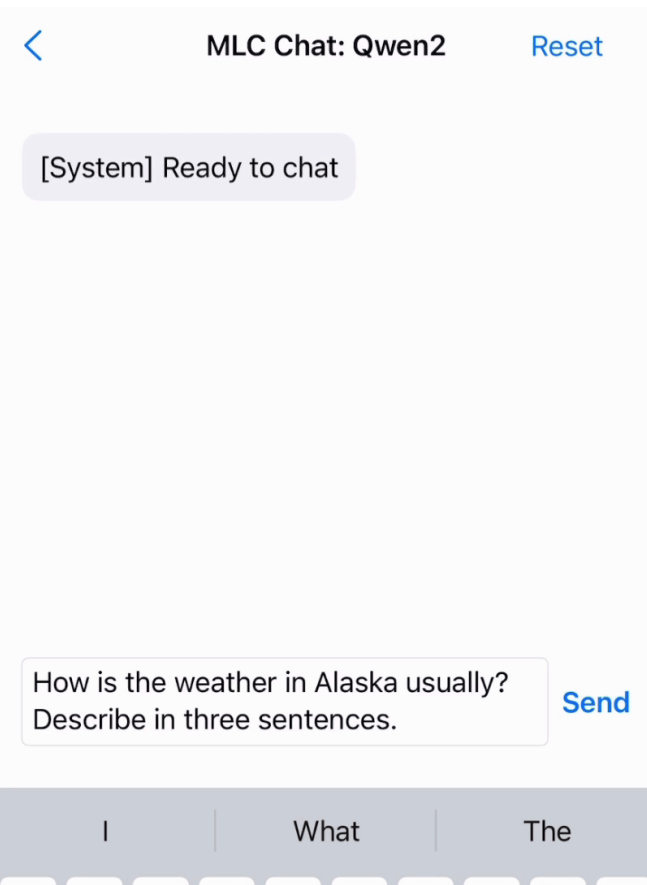 MLC Chat: Qwen2
Reset
[System] Ready to chat
How is the weather in Alaska usually?
Describe in three sentences.
Send
I
What
The